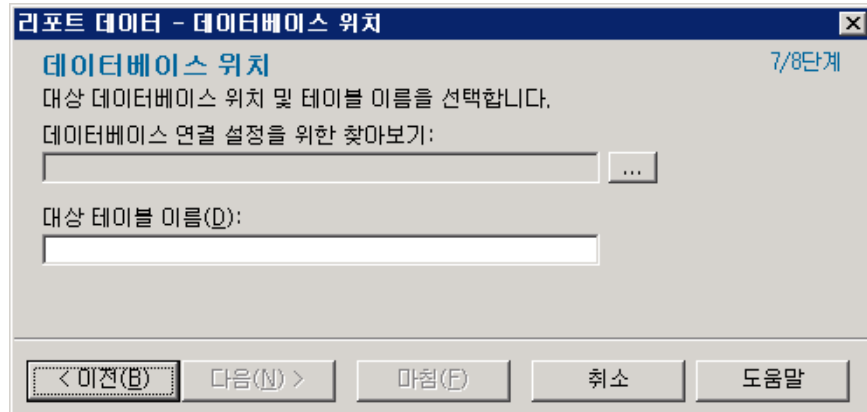 리포트 데이터 - 데이터베이스 위치
데이터베이스 위치
7/8단계
대상 데이터베이스 위치 및 테이블 이름을 선택합니다.
데이터베이스 연결 설정을 위한 찾아보기:
...
대상 테이블 이름(D):
< 이전(B)
다음(N) >
마침(F)
취소
도움말